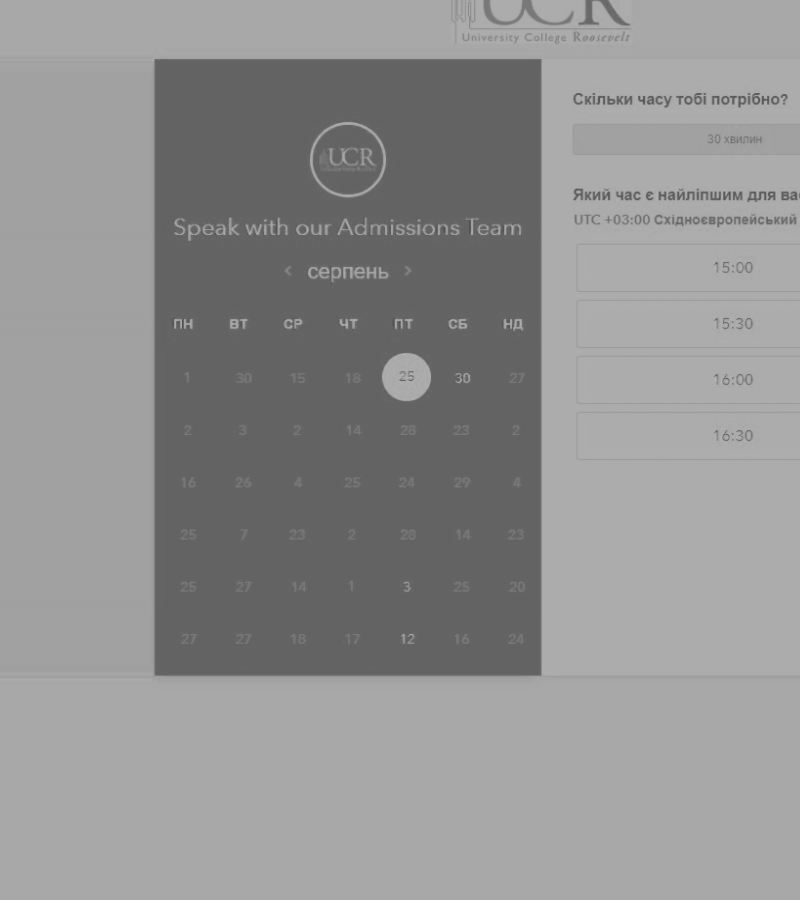 UCR
University College Roosevelt
Скільки часу тобі потрібно?
30 хвилин
UCR
Speak with our Admissions Team
Який час є найліпшим для ва
UTC +03:00 Східноєвропейський
‹ серпень ›
ПН ВТ СР ЧТ ПТ СБ НД
1 30 15 18 25 30 27
2 3 2 14 28 23 2
16 26 4 25 24 29 4
25 7 23 2 28 14 23
25 27 14 1 3 25 20
27 27 18 17 12 16 24
15:00
15:30
16:00
16:30